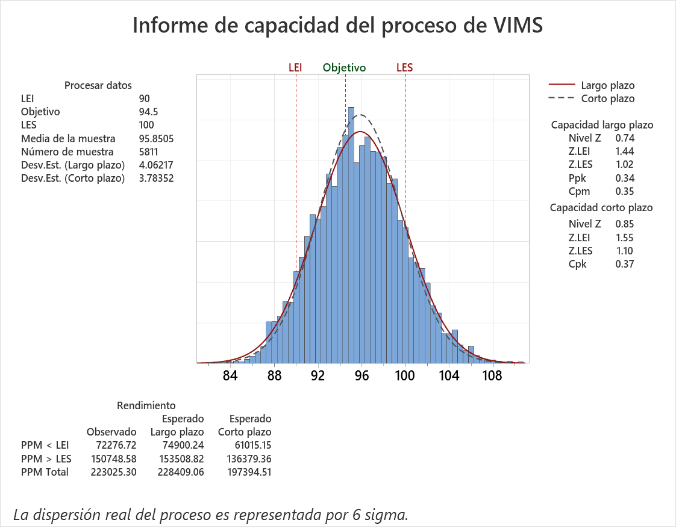 Informe de capacidad del proceso de VIMS
LEI Objetivo LES
Procesar datos
LEI 90
Objetivo 94.5
LES 100
Media de la muestra 95.8505
Número de muestra 5811
Desv.Est. (Largo plazo) 4.06217
Desv.Est. (Corto plazo) 3.78352
Largo plazo
Corto plazo
Capacidad largo plazo
Nivel Z 0.74
Z.LEI 1.44
Z.LES 1.02
Ppk 0.34
Cpm 0.35
Capacidad corto plazo
Nivel Z 0.85
Z.LEI 1.55
Z.LES 1.10
Cpk 0.37
84 88 92 96 100 104 108
Rendimiento
Esperado Esperado
Observado Largo plazo Corto plazo
PPM < LEI 72276.72 74900.24 61015.15
PPM > LES 150748.58 153508.82 136379.36
PPM Total 223025.30 228409.06 197394.51
La dispersión real del proceso es representada por 6 sigma.